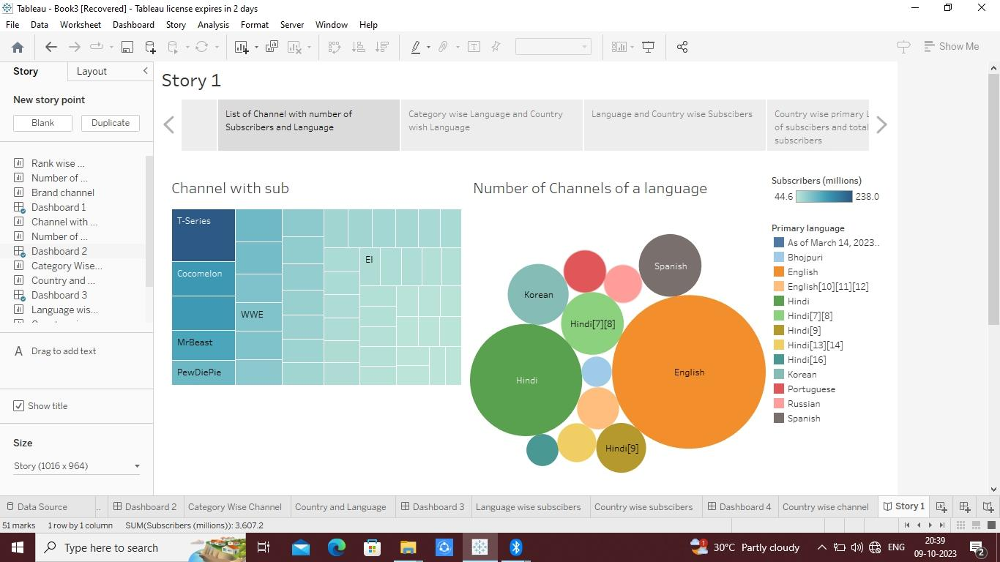 Tableau - Book3 [Recovered] - Tableau license expires in 2 days
File Data Worksheet Dashboard Story Analysis Format Server Window Help
Show Me
Story Layout
New story point
Blank Duplicate
Rank wise ...
Number of ...
Brand channel
Dashboard 1
Channel with ...
Number of ...
Dashboard 2
Category Wise...
Country and ...
Dashboard 3
Language wis...
A Drag to add text
Show title
Size
Story (1016 x 964)
Story 1
List of Channel with number of
Subscribers and Language
Category wise Language and Country
wish Language
Language and Country wise Subscibers
Country wise primary L
of subscibers and total
subscribers
Channel with sub
T-Series
Cocomelon
MrBeast
PewDiePie
WWE
El
Number of Channels of a language
Korean
Spanish
Hindi[7][8]
Hindi
English
Hindi[9]
Subscribers (millions)
44.6 238.0
Primary language
As of March 14, 2023..
Bhojpuri
English
English[10][11][12]
Hindi
Hindi[7][8]
Hindi[9]
Hindi[13][14]
Hindi[16]
Korean
Portuguese
Russian
Spanish
Data Source .. Dashboard 2 Category Wise Channel Country and Language Dashboard 3 Language wise subscibers Country wise subscibers Dashboard 4 Country wise channel Story 1
51 marks 1 row by 1 column SUM(Subscribers (millions)): 3,607.2
Type here to search
1
30°C Partly cloudy
ENG
20:39
09-10-2023
2